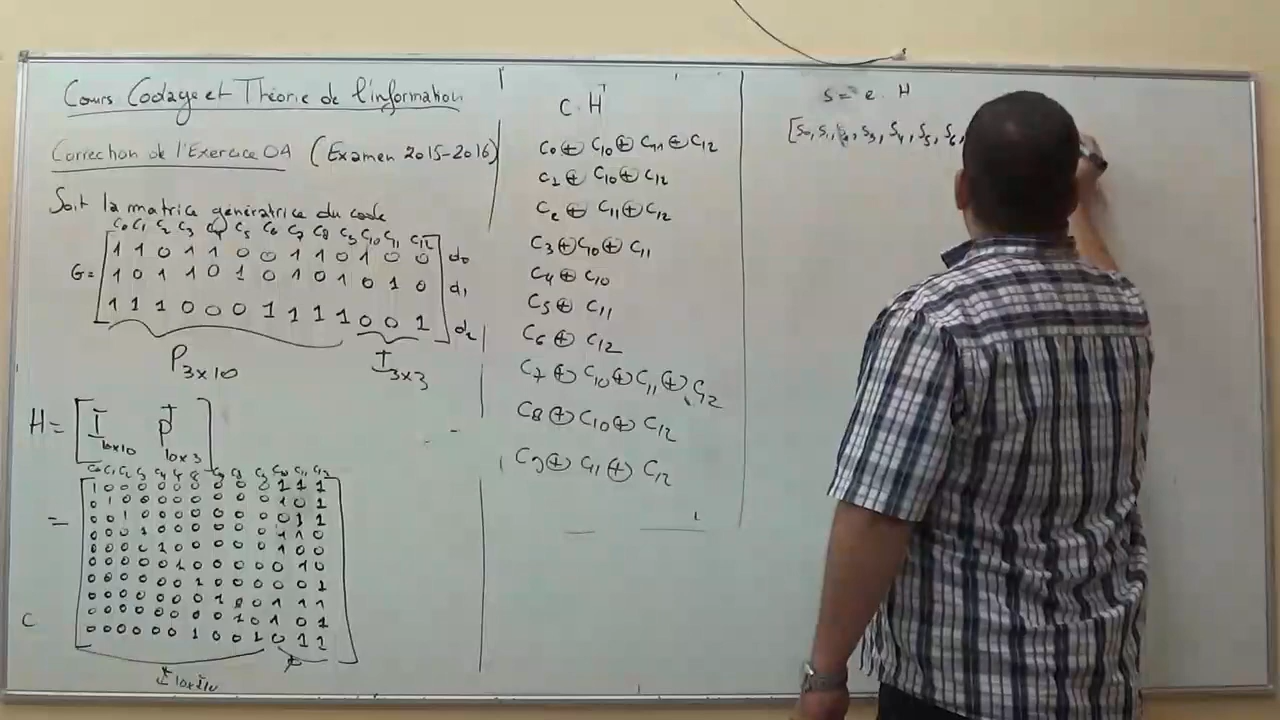 Cours Codage et Théorie de l'information
Correction de l'Exercice 04 (Examen 2015-2016)
Soit la matrice génératrice du code
C0 C1 C2 C3 C4 C5 C6 C7 C8 C9 C10 C11 C12
1 1 0 1 1 0 0 1 1 0 1 0 0 d0
G= 1 0 1 1 0 1 0 1 0 1 0 1 0 d1
1 1 1 0 0 0 1 1 1 1 0 0 1 d2
P3x10 I3x3
H= [ I10x10 P^T10x3 ]
C0 C1 C2 C3 C4 C5 C6 C7 C8 C9 C10 C11 C12
1 0 0 0 0 0 0 0 0 0 1 1 1
0 1 0 0 0 0 0 0 0 0 1 0 1
= 0 0 1 0 0 0 0 0 0 0 0 1 1
0 0 0 1 0 0 0 0 0 0 1 1 0
0 0 0 0 1 0 0 0 0 0 1 0 0
0 0 0 0 0 1 0 0 0 0 0 1 0
0 0 0 0 0 0 1 0 0 0 0 0 1
0 0 0 0 0 0 0 1 0 0 1 1 1
C 0 0 0 0 0 0 0 0 1 0 1 0 1
0 0 0 0 0 0 1 0 0 1 0 1 1
I10x10 P
C.H^T
C0 ⊕ C10 ⊕ C11 ⊕ C12
C1 ⊕ C10 ⊕ C12
C2 ⊕ C11 ⊕ C12
C3 ⊕ C10 ⊕ C11
C4 ⊕ C10
C5 ⊕ C11
C6 ⊕ C12
C7 ⊕ C10 ⊕ C11 ⊕ C12
C8 ⊕ C10 ⊕ C12
C9 ⊕ C11 ⊕ C12
S = e . H
[S0, S1, S2, S3, S4, S5, S6,